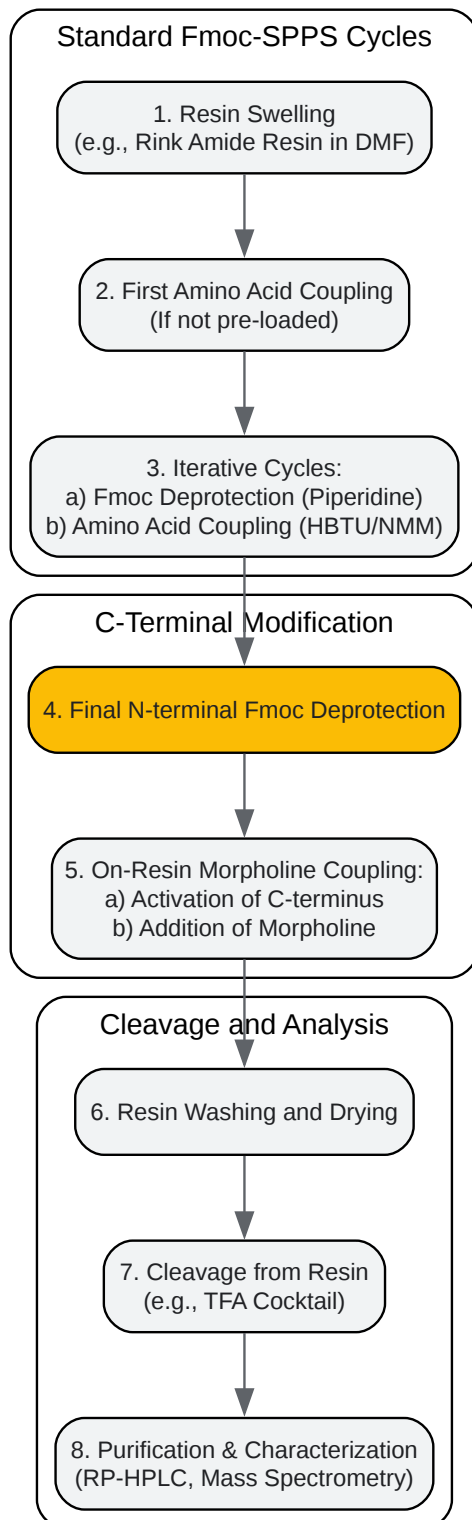 Standard Fmoc-SPPS Cycles
1. Resin Swelling
(e.g., Rink Amide Resin in DMF)
2. First Amino Acid Coupling
(If not pre-loaded)
3. Iterative Cycles:
a) Fmoc Deprotection (Piperidine)
b) Amino Acid Coupling (HBTU/NMM)
C-Terminal Modification
4. Final N-terminal Fmoc Deprotection
5. On-Resin Morpholine Coupling:
a) Activation of C-terminus
b) Addition of Morpholine
Cleavage and Analysis
6. Resin Washing and Drying
7. Cleavage from Resin
(e.g., TFA Cocktail)
8. Purification & Characterization
(RP-HPLC, Mass Spectrometry)